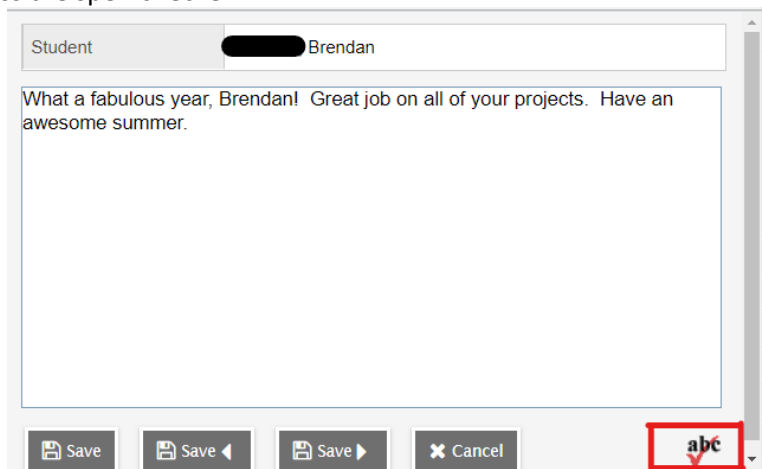 Student Brendan
What a fabulous year, Brendan!  Great job on all of your projects.  Have an
awesome summer.
Save Save Save Cancel abc